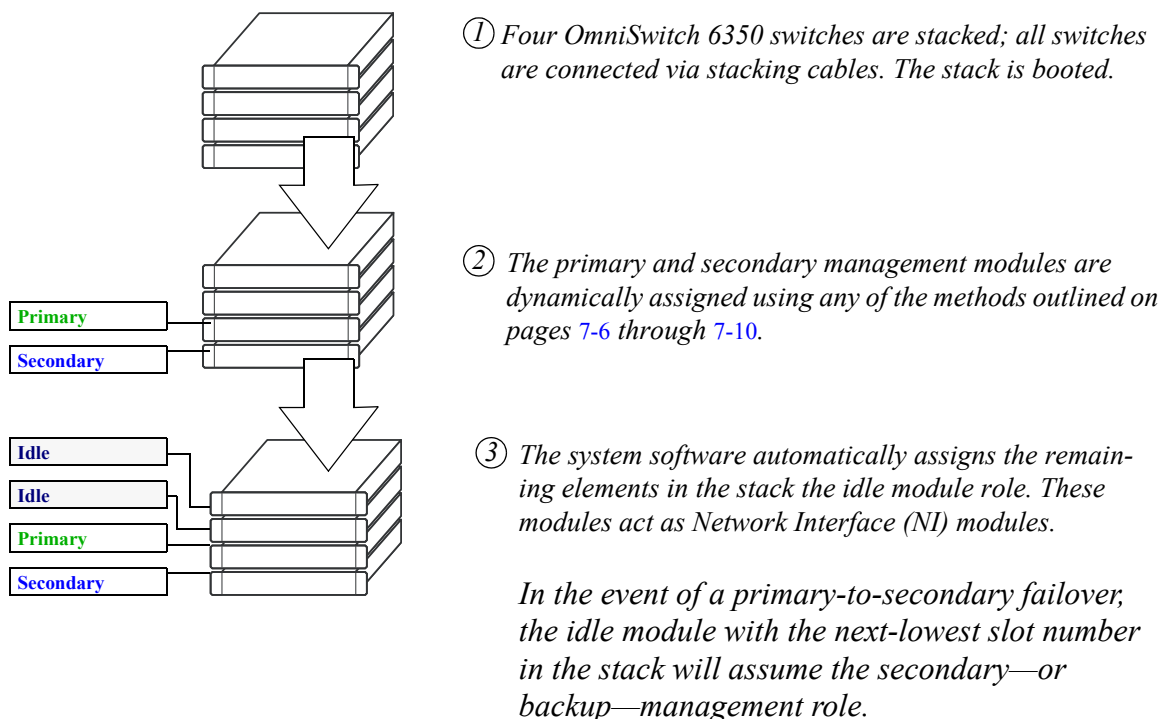 ① Four OmniSwitch 6350 switches are stacked; all switches
are connected via stacking cables. The stack is booted.
② The primary and secondary management modules are
dynamically assigned using any of the methods outlined on
pages 7-6 through 7-10.
Primary
Secondary
Idle
Idle
Primary
Secondary
③ The system software automatically assigns the remain-
ing elements in the stack the idle module role. These
modules act as Network Interface (NI) modules.
In the event of a primary-to-secondary failover,
the idle module with the next-lowest slot number
in the stack will assume the secondary—or
backup—management role.